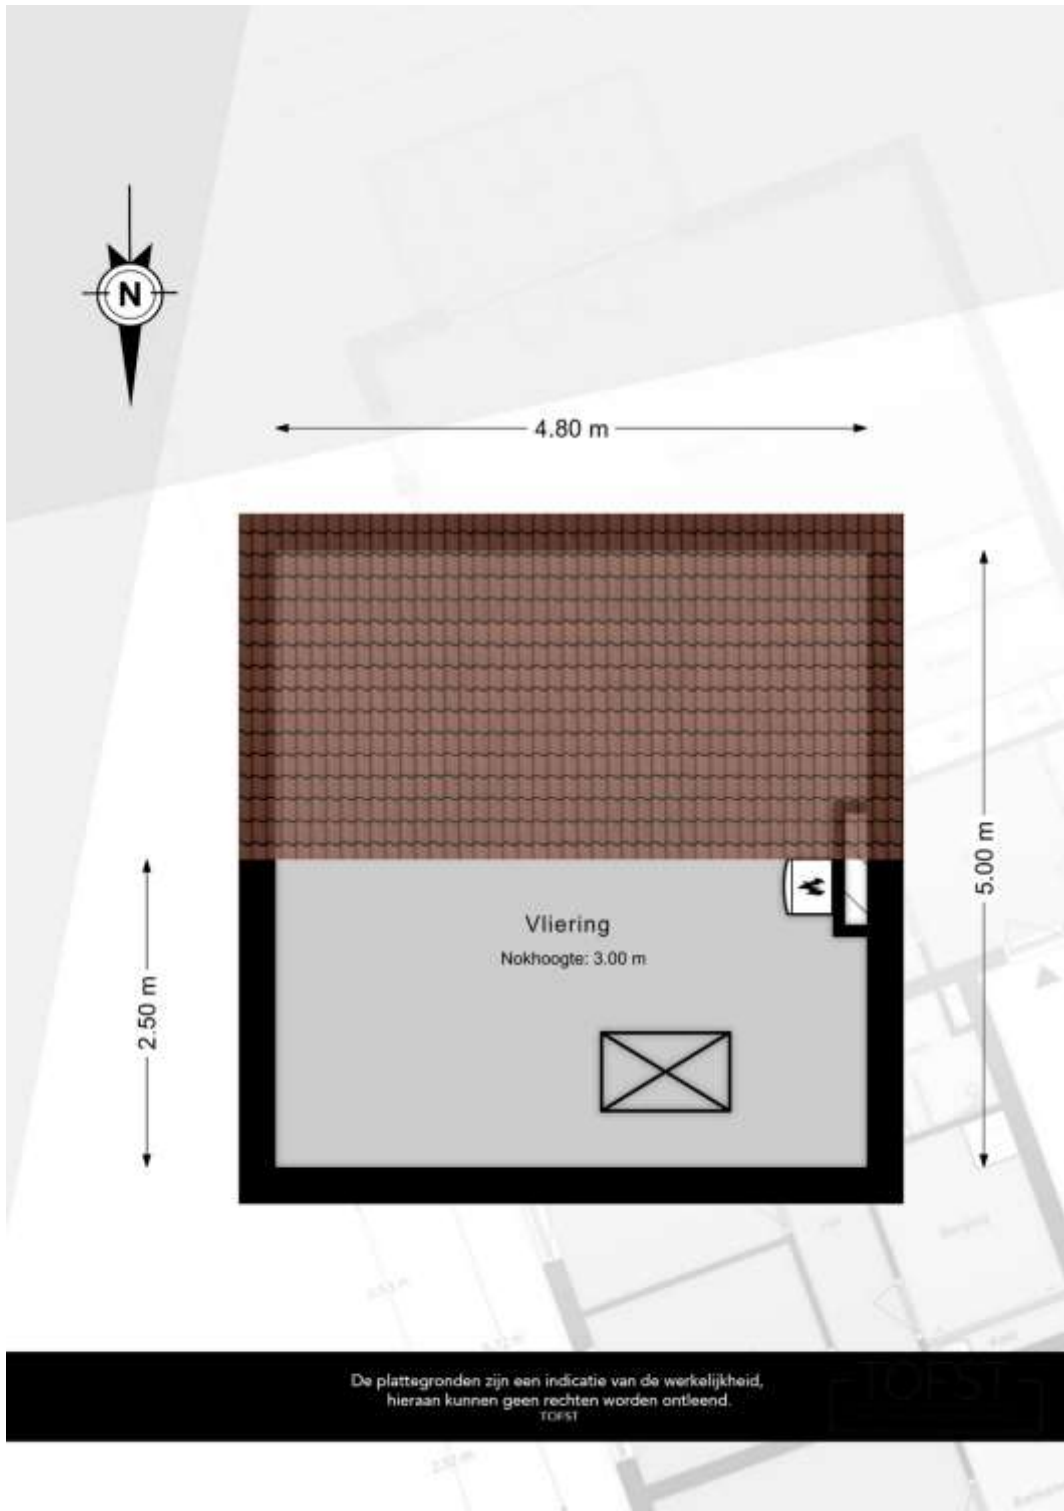 N
4.80 m
5.00 m
Vliering
Nokhoogte: 3.00 m
2.50 m
De plattegronden zijn een indicatie van de werkelijkheid,
hieraan kunnen geen rechten worden ontleend.
TOFST
TOFST